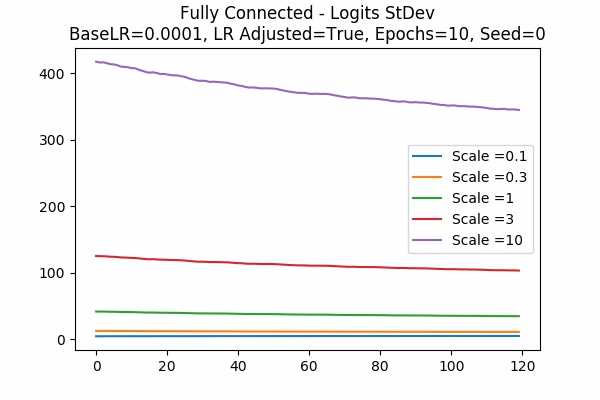 Fully Connected - Logits StDev
BaseLR=0.0001, LR Adjusted=True, Epochs=10, Seed=0
400
300
200
100
0
Scale =0.1
Scale =0.3
Scale =1
Scale =3
Scale =10
0 20 40 60 80 100 120